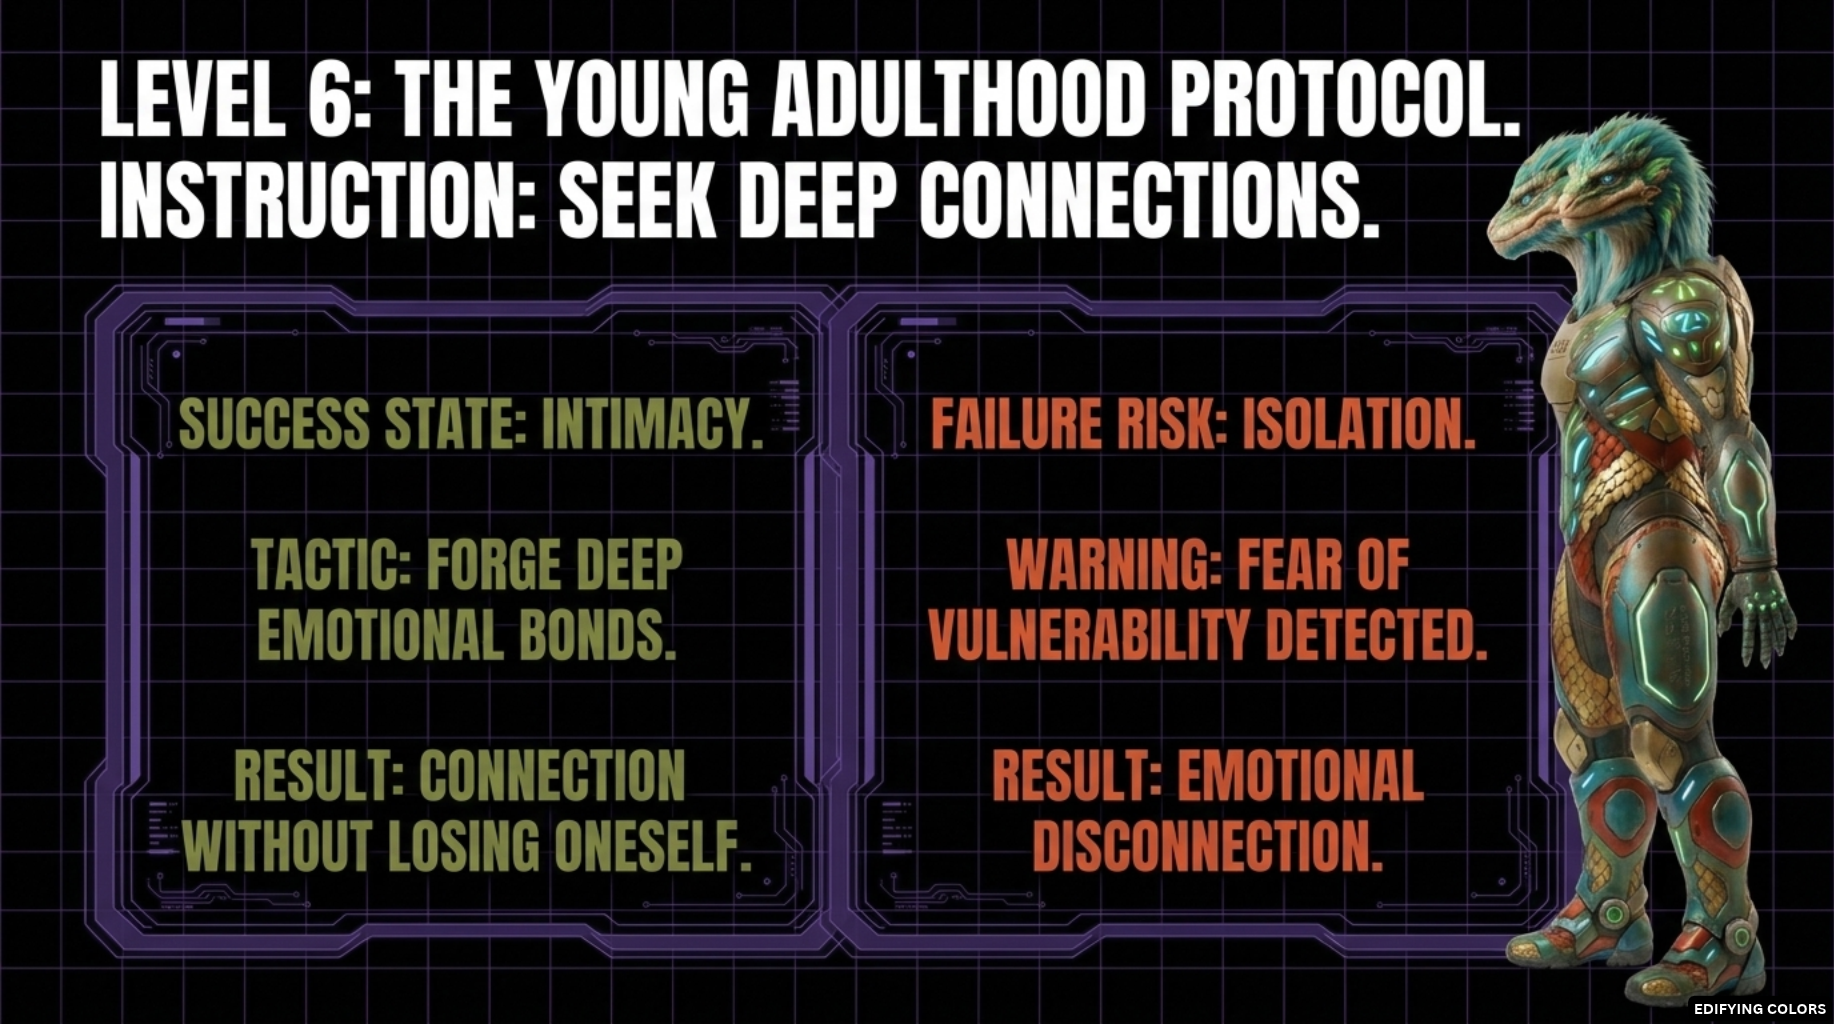 LEVEL 6: THE YOUNG ADULTHOOD PROTOCOL.
INSTRUCTION: SEEK DEEP CONNECTIONS.
SUCCESS STATE: INTIMACY.
TACTIC: FORGE DEEP
EMOTIONAL BONDS.
RESULT: CONNECTION
WITHOUT LOSING ONESELF.
FAILURE RISK: ISOLATION.
WARNING: FEAR OF
VULNERABILITY DETECTED.
RESULT: EMOTIONAL
DISCONNECTION.
EDIFYING COLORS